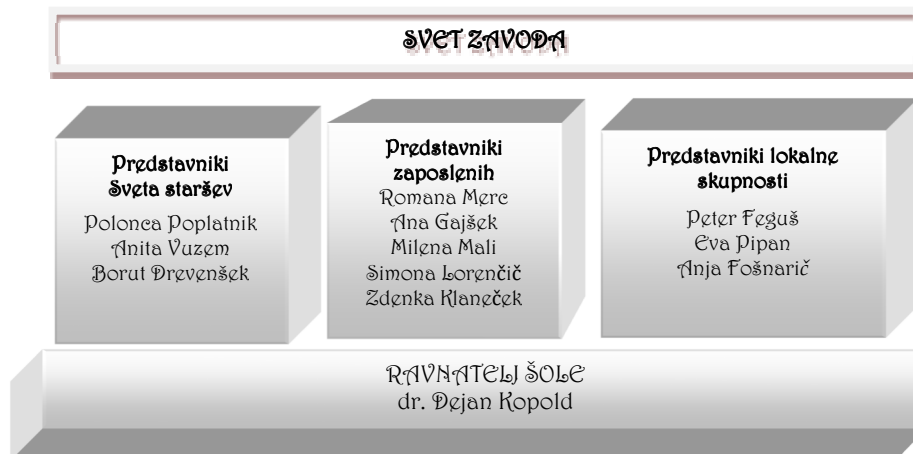 SVET ZAVODA
Predstavniki
Sveta staršev
Polonca Poplatnik
Anita Vuzem
Borut Drevenšek
Predstavniki
zaposlenih
Romana Merc
Ana Gajšek
Milena Mali
Simona Lorenčič
Zdenka Klaneček
Predstavniki lokalne
skupnosti
Peter Feguš
Eva Pipan
Anja Fošnarič
RAVNATELJ ŠOLE
dr. Dejan Kopold